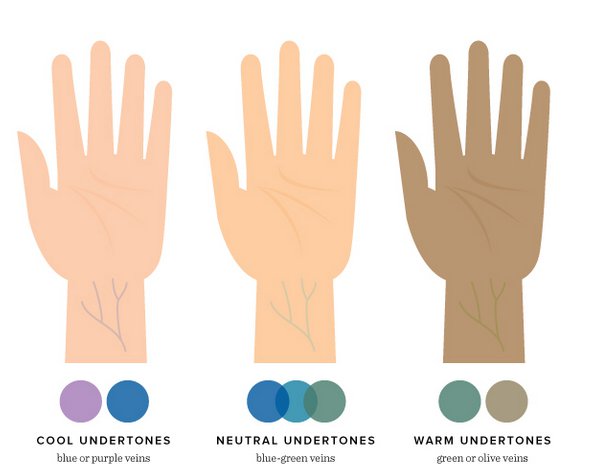 COOL UNDERTONES
blue or purple veins
NEUTRAL UNDERTONES
blue-green veins
WARM UNDERTONES
green or olive veins